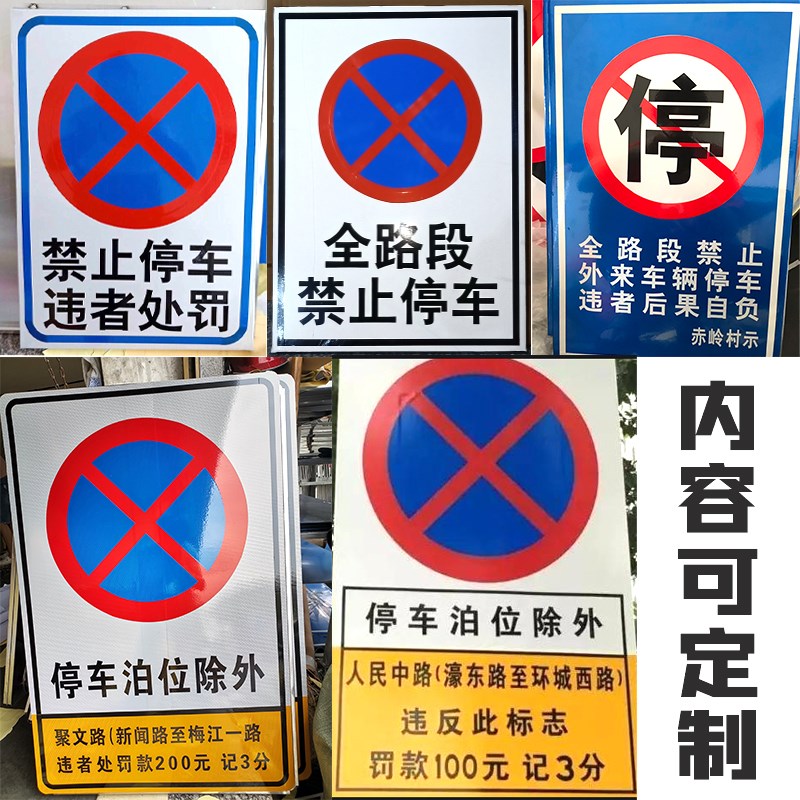 禁止停车
违者处罚
全路段
禁止停车
停
全路段禁止
外来车辆停车
违者后果自负
赤岭村示
停车泊位除外
聚文路(新闻路至梅江一路
违者处罚款200元 记3分
停车泊位除外
人民中路(濠东路至环城西路)
违反此标志
罚款100元 记3分
内容可定制